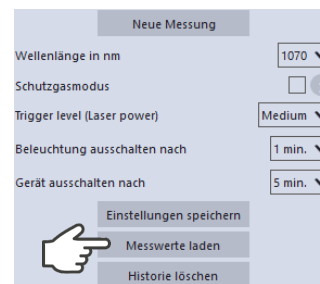 Neue Messung
Wellenlänge in nm 1070
Schutzgasmodus
Trigger level (Laser power) Medium
Beleuchtung ausschalten nach 1 min.
Gerät ausschalten nach 5 min.
Einstellungen speichern
Messwerte laden
Historie löschen